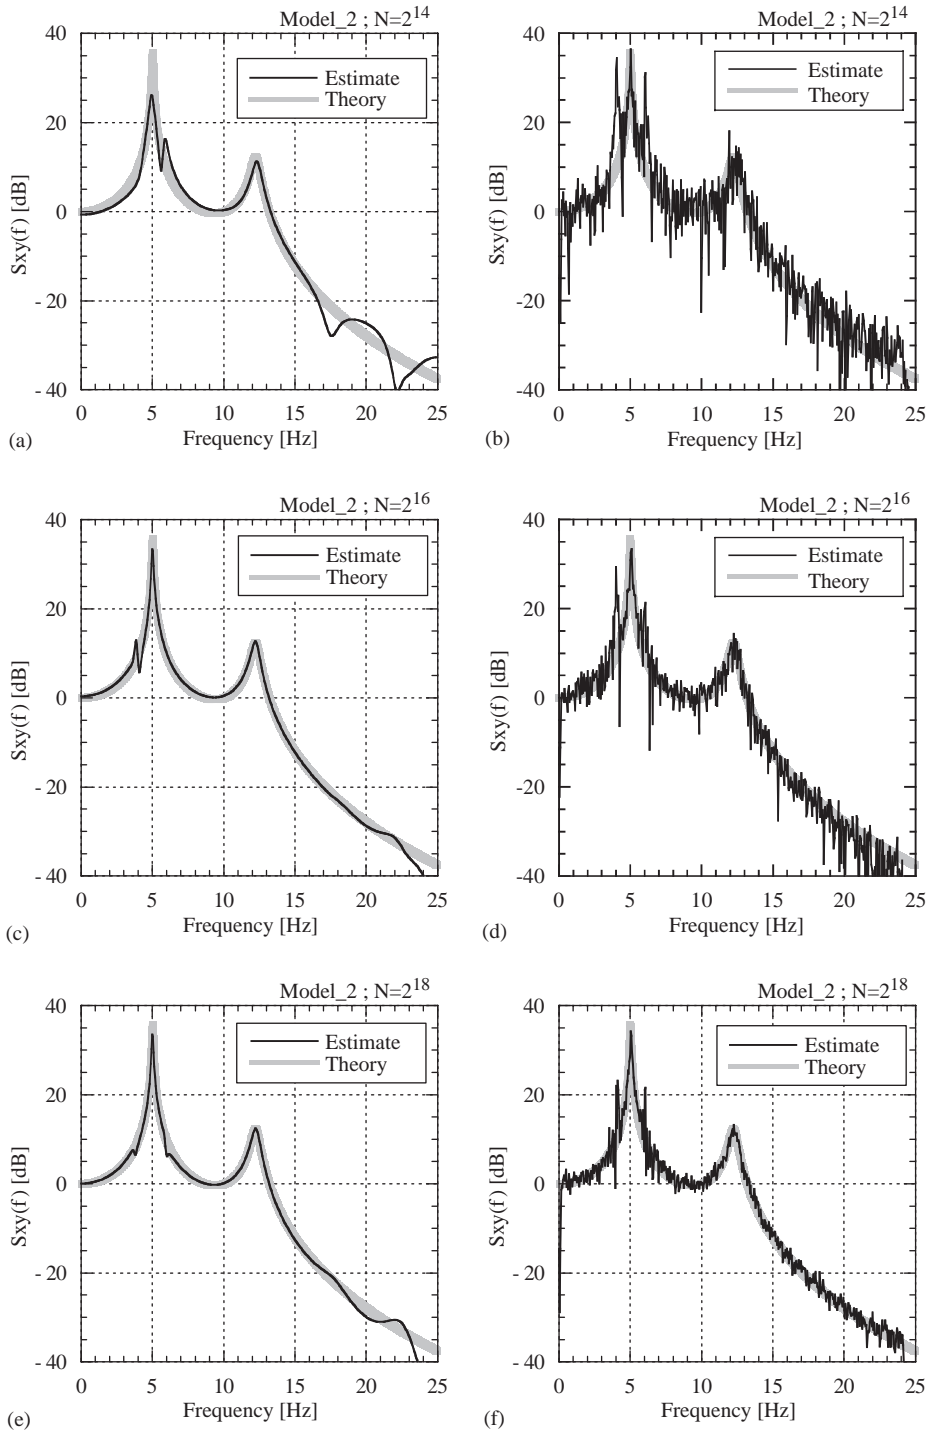 Model_2 ; N=2^14
Sxy(f) [dB]
40
20
0
-20
-40
Estimate
Theory
0 5 10 15 20 25
Frequency [Hz]
(a)
Model_2 ; N=2^14
Sxy(f) [dB]
40
20
0
-20
-40
Estimate
Theory
0 5 10 15 20 25
Frequency [Hz]
(b)
Model_2 ; N=2^16
Sxy(f) [dB]
40
20
0
-20
-40
Estimate
Theory
0 5 10 15 20 25
Frequency [Hz]
(c)
Model_2 ; N=2^16
Sxy(f) [dB]
40
20
0
-20
-40
Estimate
Theory
0 5 10 15 20 25
Frequency [Hz]
(d)
Model_2 ; N=2^18
Sxy(f) [dB]
40
20
0
-20
-40
Estimate
Theory
0 5 10 15 20 25
Frequency [Hz]
(e)
Model_2 ; N=2^18
Sxy(f) [dB]
40
20
0
-20
-40
Estimate
Theory
0 5 10 15 20 25
Frequency [Hz]
(f)